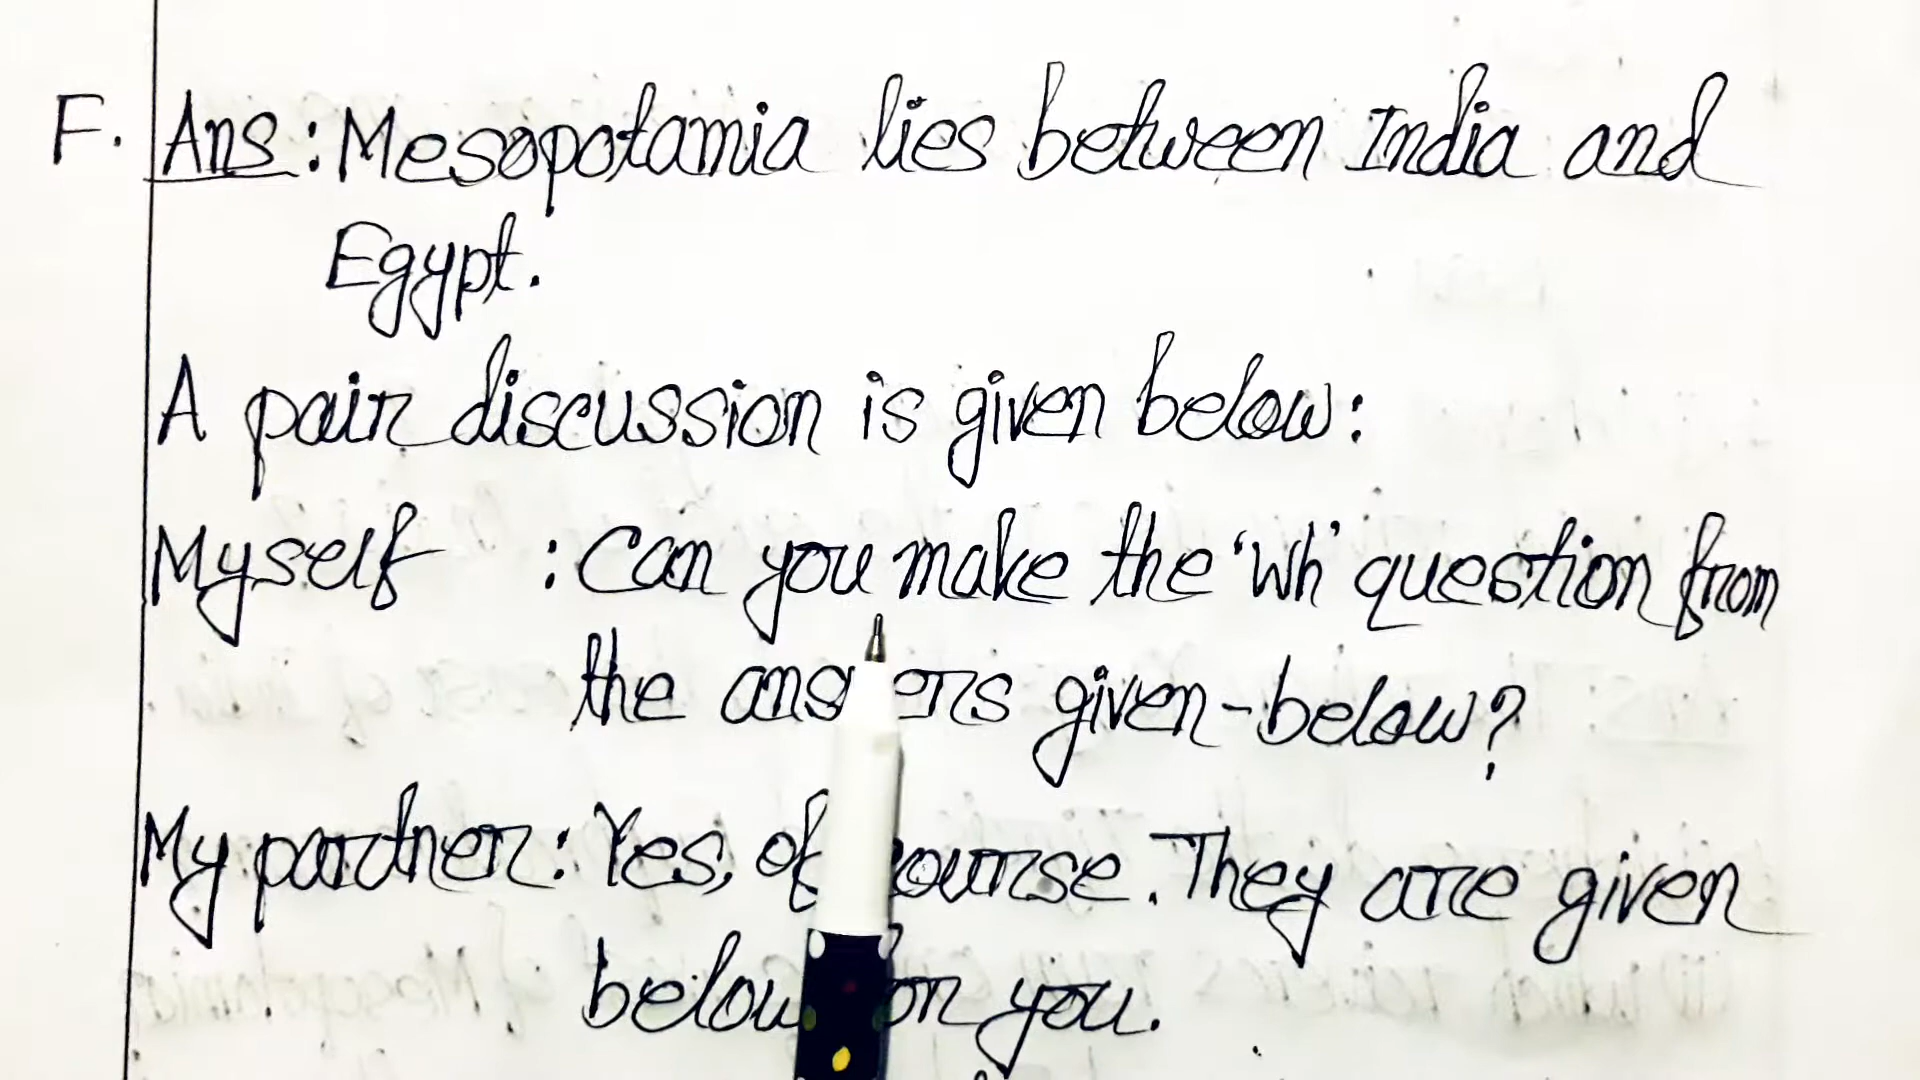 F. Ans: Mesopotamia lies between India and
Egypt.
A pair discussion is given below:
Myself : Can you make the 'Wh' question from
the given-below?
My partner: Yes, of course. They are given
below you.